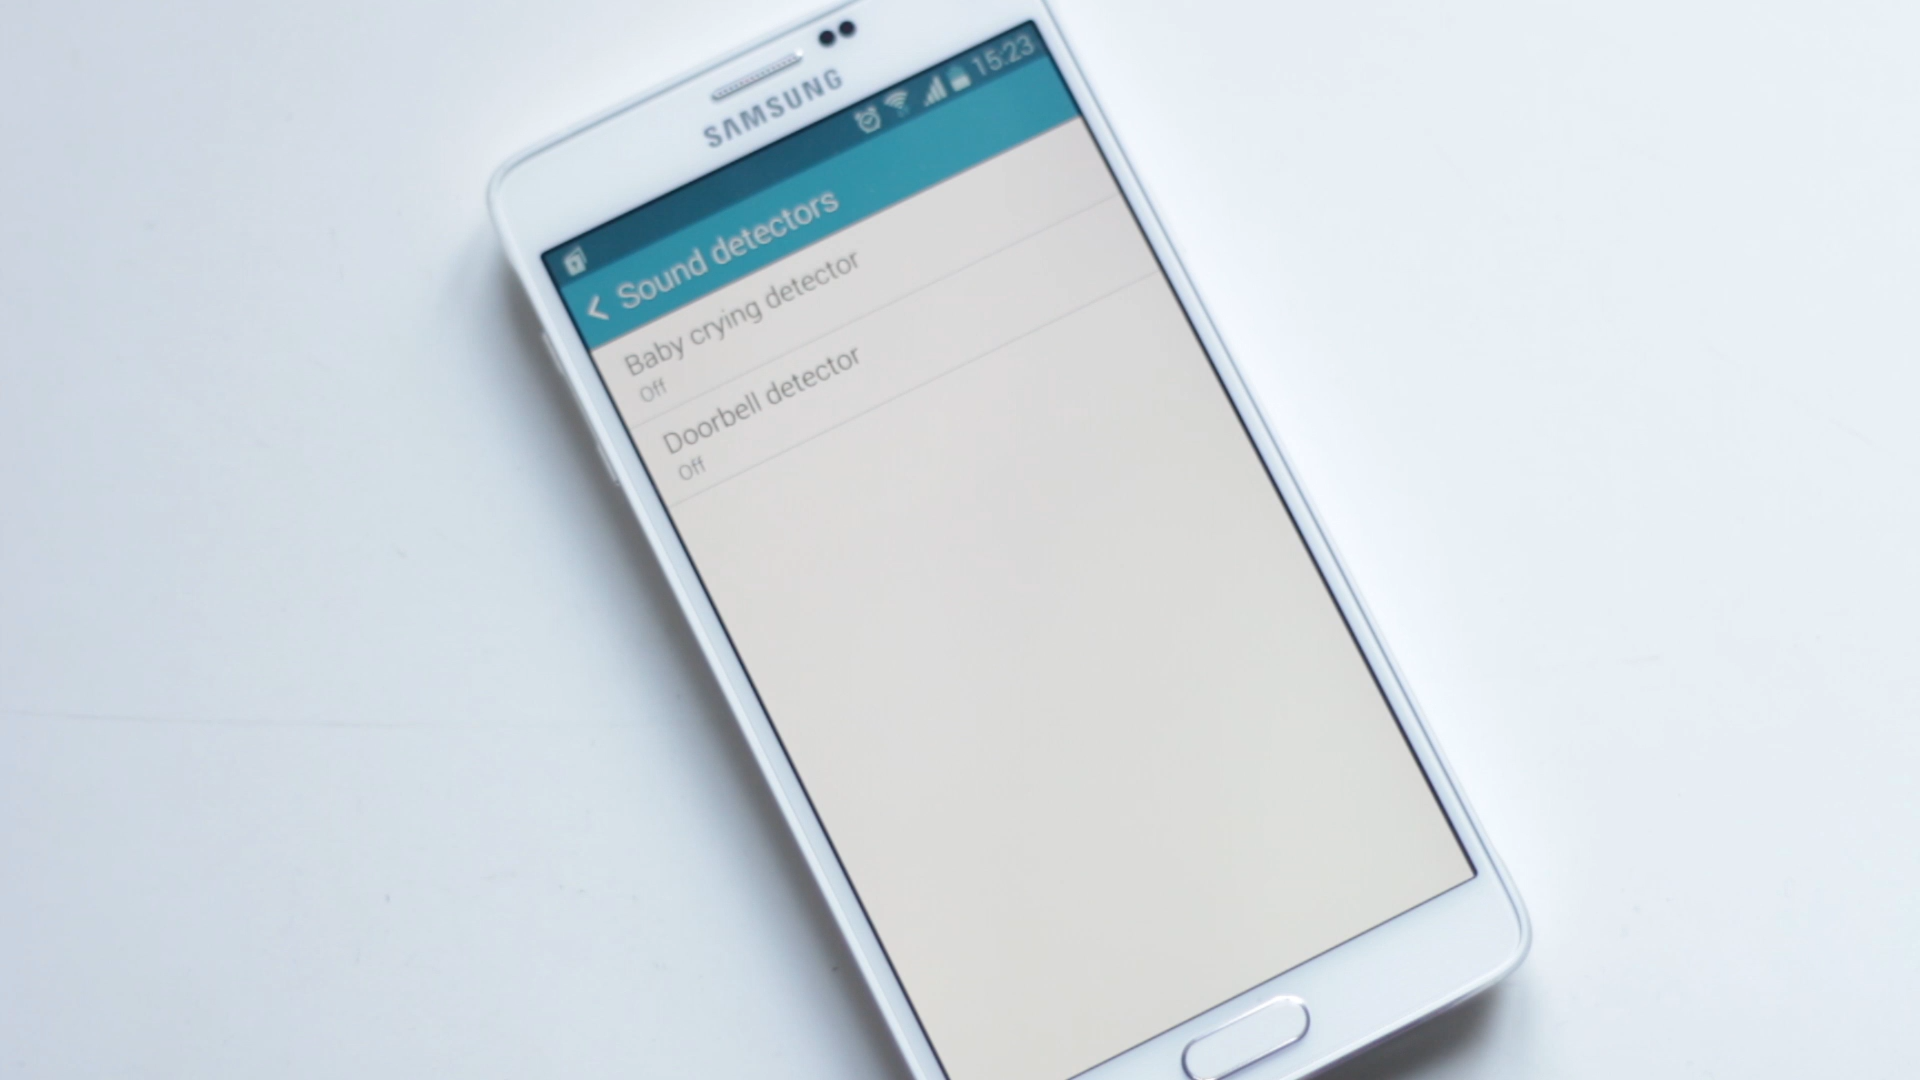 SAMSUNG
15:23
Sound detectors
Baby crying detector
Off
Doorbell detector
Off